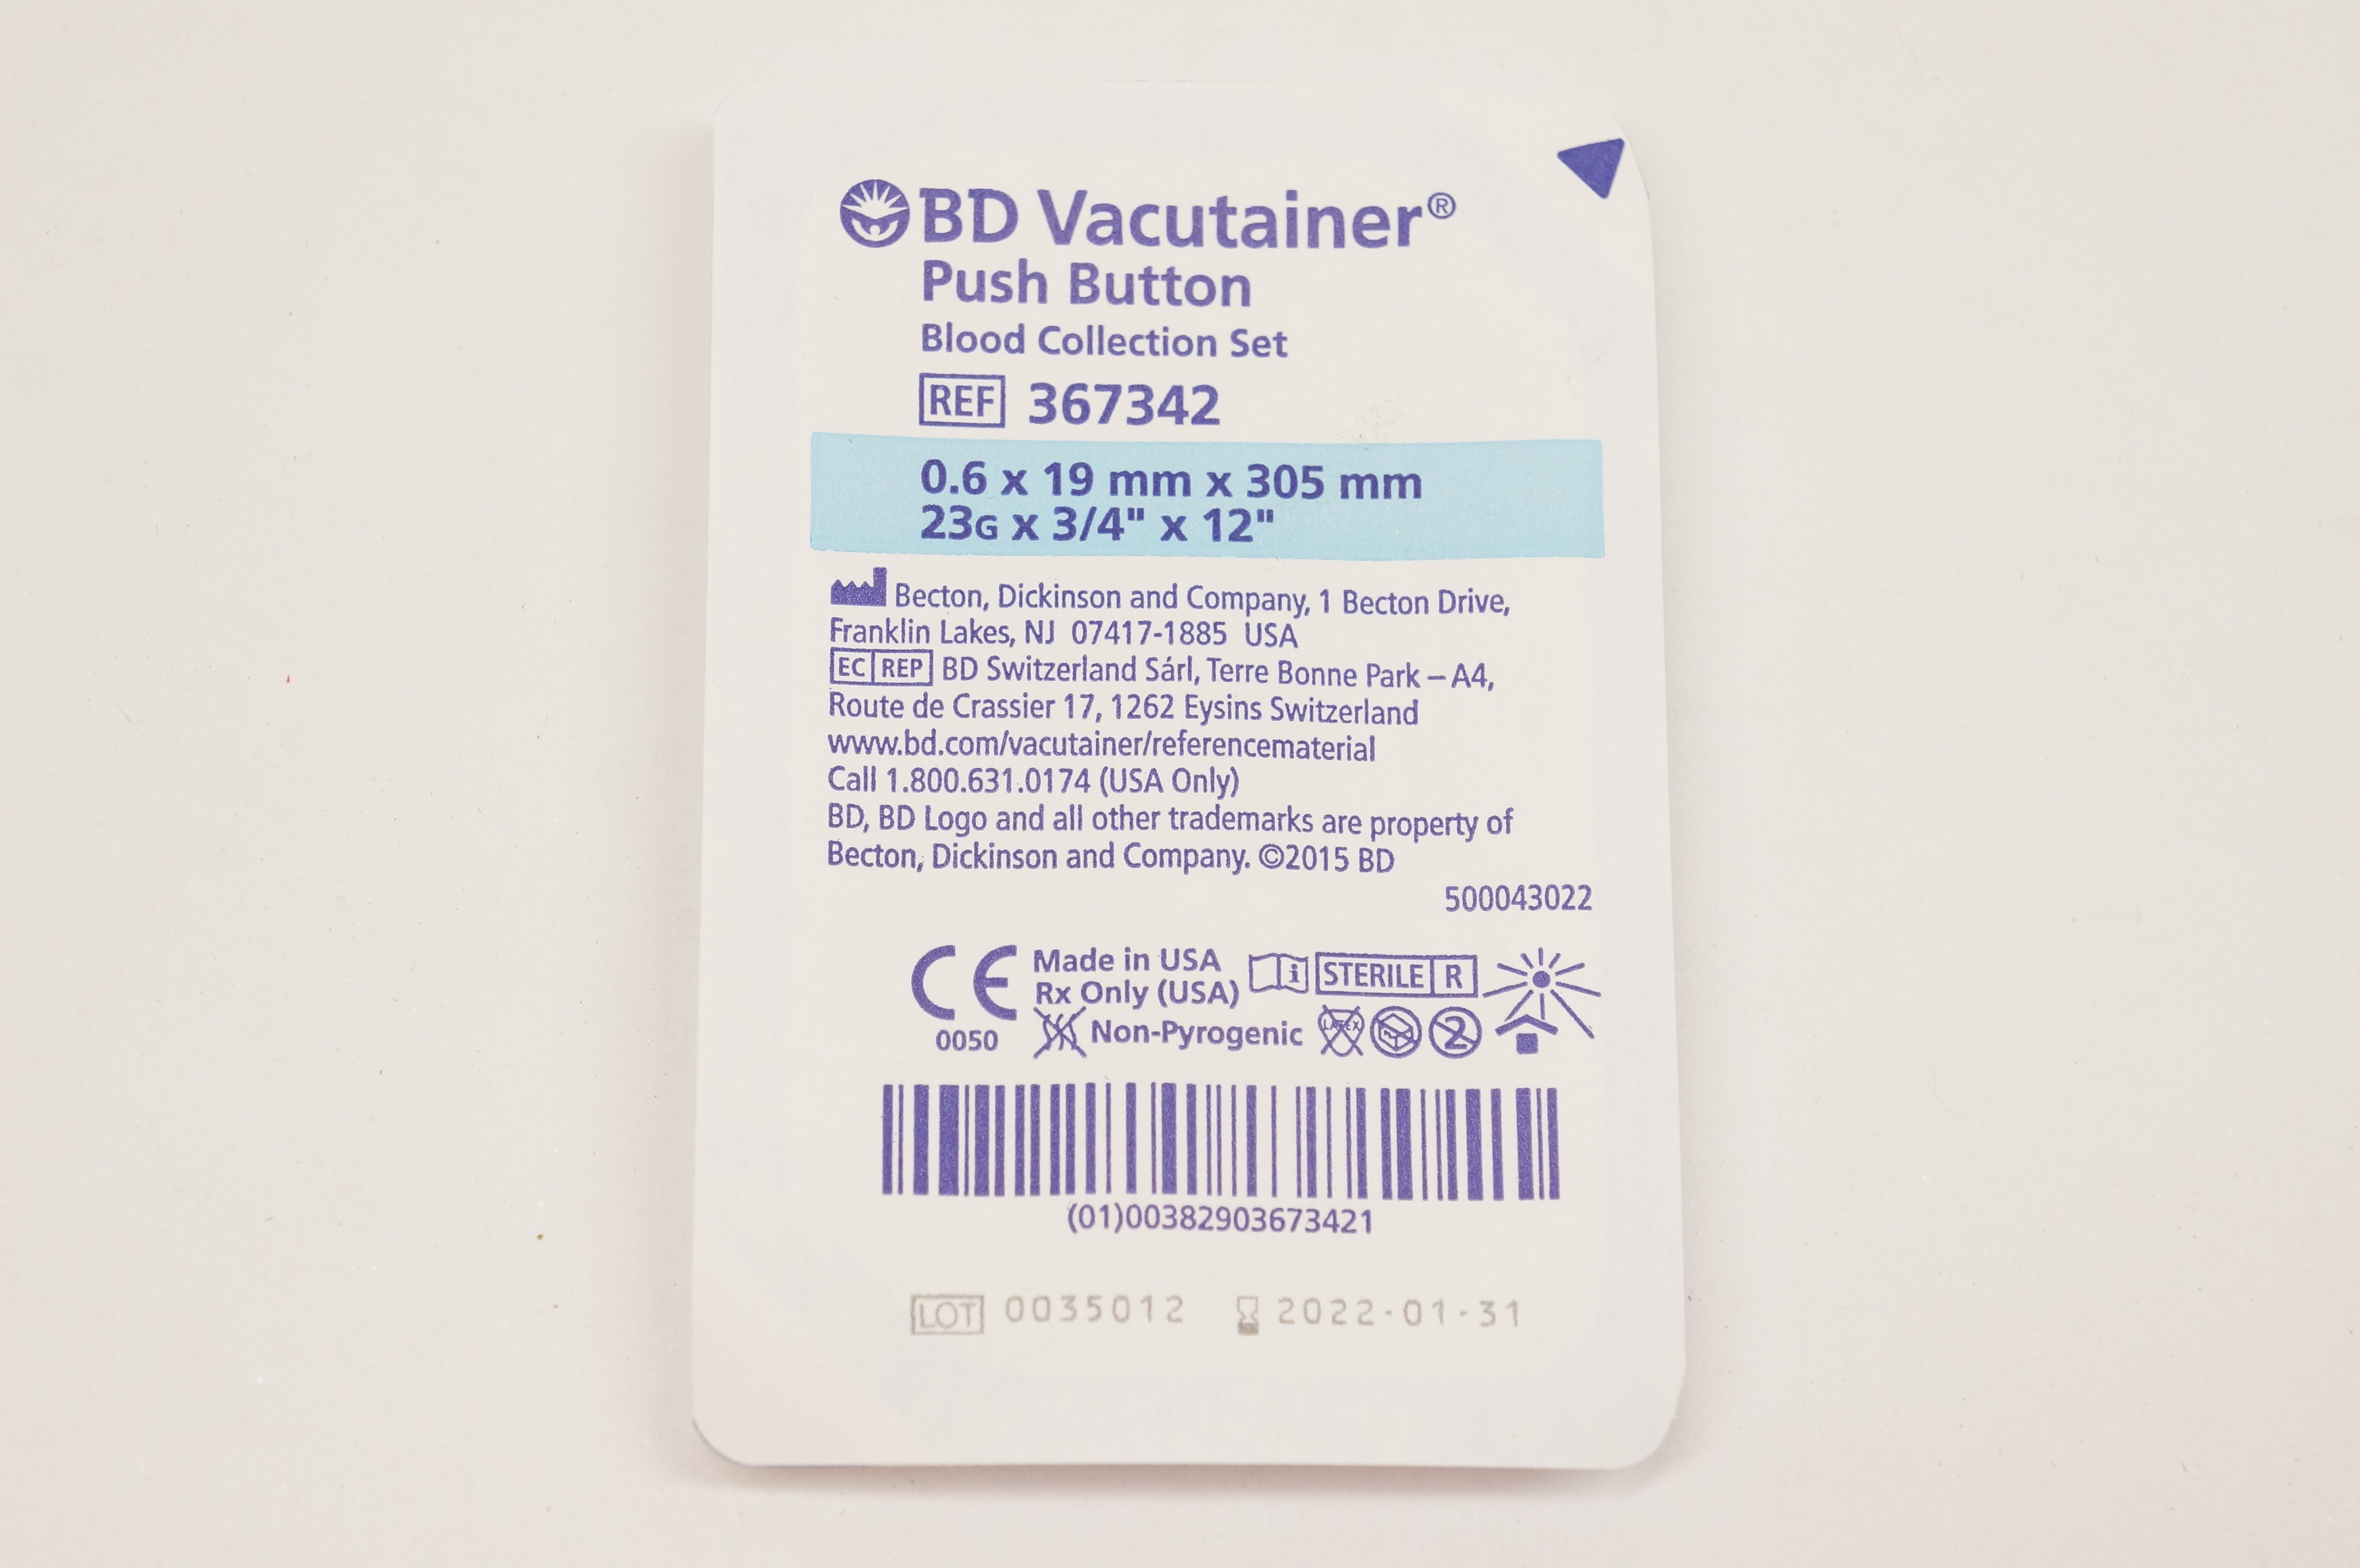 BD Vacutainer®
Push Button
Blood Collection Set
REF 367342
0.6 x 19 mm x 305 mm
23G x 3/4" x 12"
Becton, Dickinson and Company, 1 Becton Drive,
Franklin Lakes, NJ 07417-1885 USA
EC REP BD Switzerland Sárl, Terre Bonne Park – A4,
Route de Crassier 17, 1262 Eysins Switzerland
www.bd.com/vacutainer/referencematerial
Call 1.800.631.0174 (USA Only)
BD, BD Logo and all other trademarks are property of
Becton, Dickinson and Company. ©2015 BD
500043022
CE Made in USA i STERILE R
Rx Only (USA)
0050 Non-Pyrogenic LATEX 2
(01)00382903673421
LOT 0035012 2022-01-31